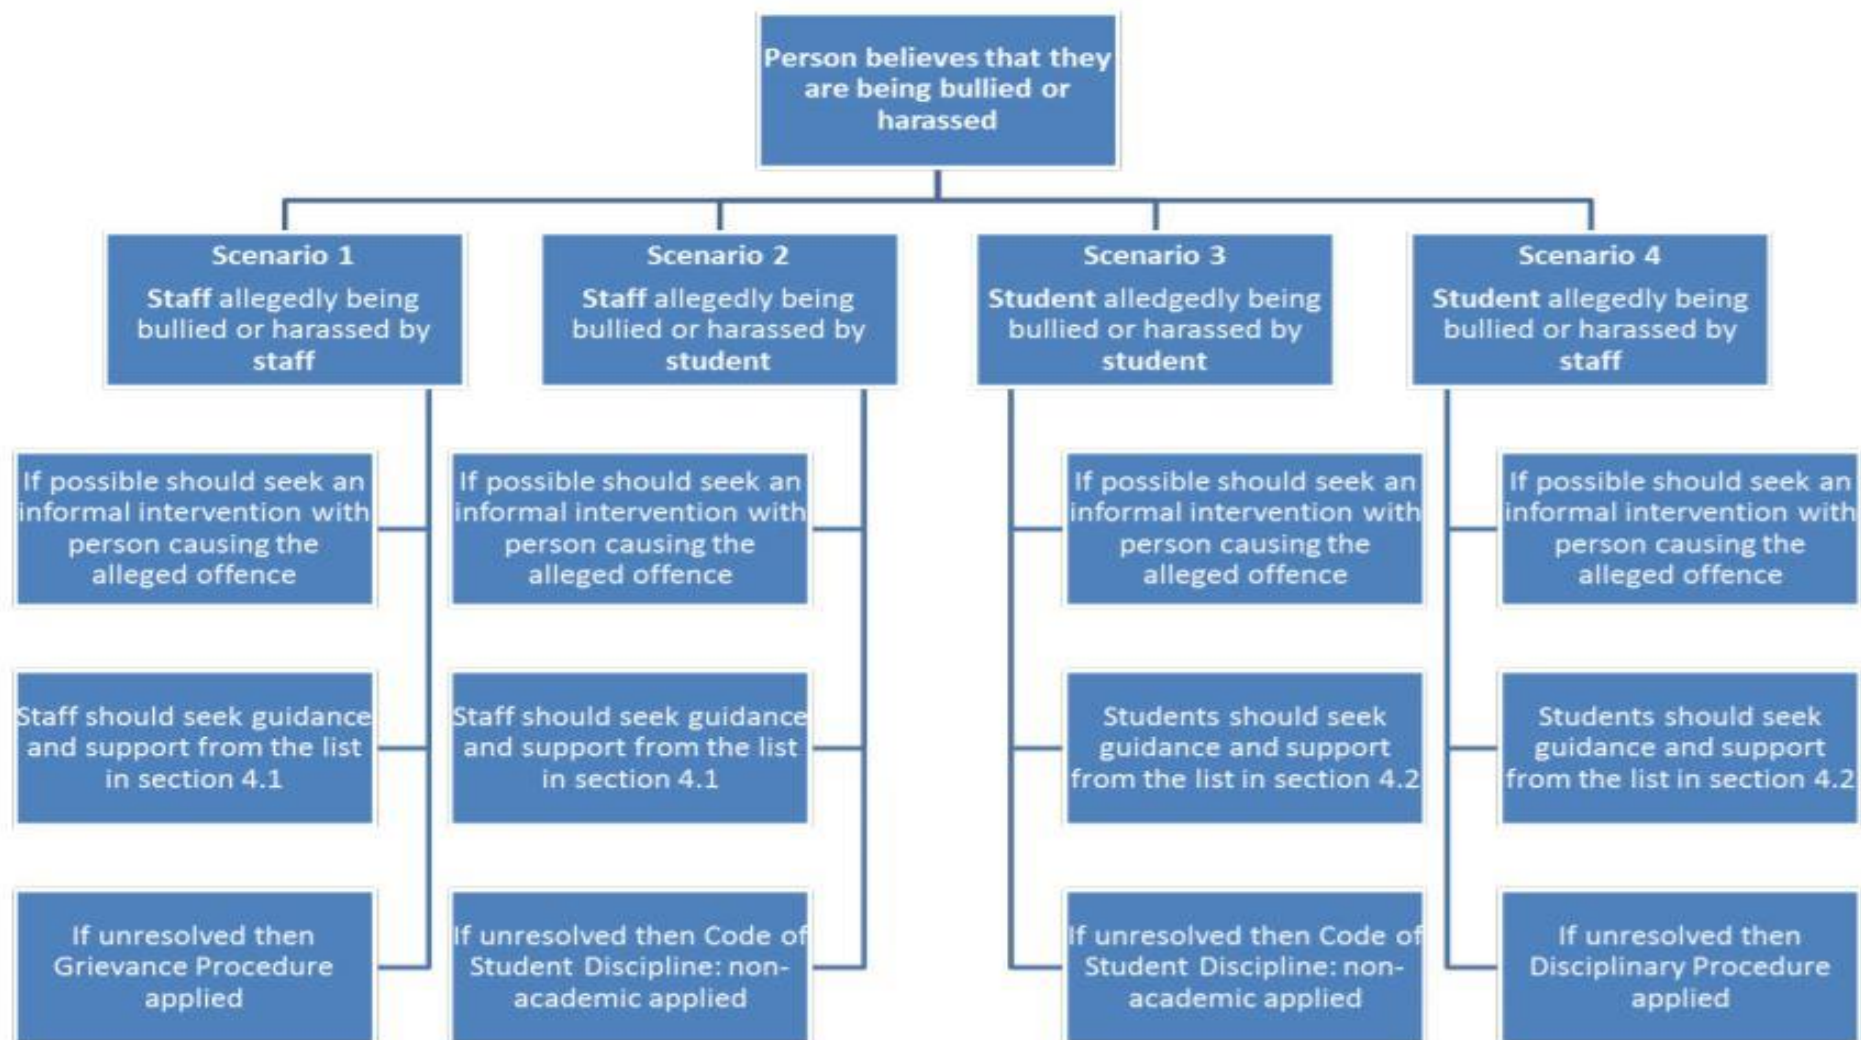 Person believes that they
are being bullied or
harassed
Scenario 1
Staff allegedly being
bullied or harassed by
staff
Scenario 2
Staff allegedly being
bullied or harassed by
student
Scenario 3
Student alledgedly being
bullied or harassed by
student
Scenario 4
Student allegedly being
bullied or harassed by
staff
If possible should seek an
informal intervention with
person causing the
alleged offence
If possible should seek an
informal intervention with
person causing the
alleged offence
If possible should seek an
informal intervention with
person causing the
alleged offence
If possible should seek an
informal intervention with
person causing the
alleged offence
Staff should seek guidance
and support from the list
in section 4.1
Staff should seek guidance
and support from the list
in section 4.1
Students should seek
guidance and support
from the list in section 4.2
Students should seek
guidance and support
from the list in section 4.2
If unresolved then
Grievance Procedure
applied
If unresolved then Code of
Student Discipline: non-
academic applied
If unresolved then Code of
Student Discipline: non-
academic applied
If unresolved then
Disciplinary Procedure
applied